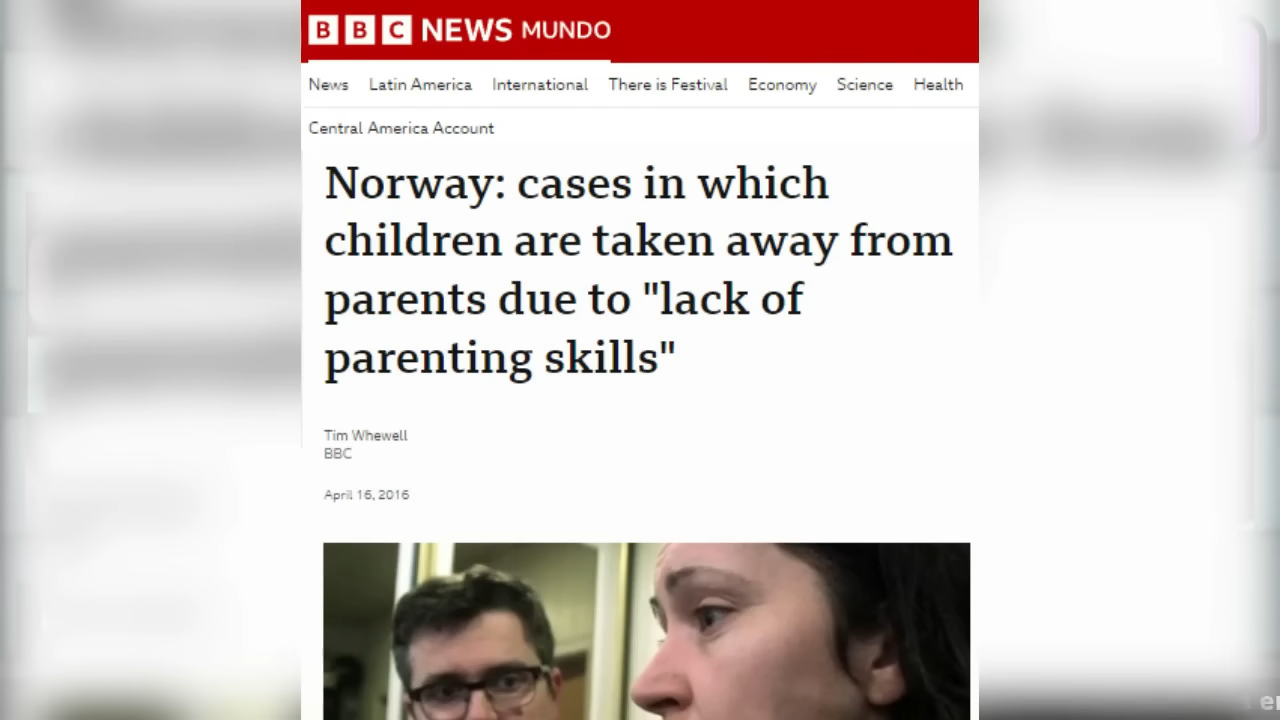 BBC NEWS MUNDO
News Latin America International There is Festival Economy Science Health
Central America Account
Norway: cases in which
children are taken away from
parents due to "lack of
parenting skills"
Tim Whewell
BBC
April 16, 2016